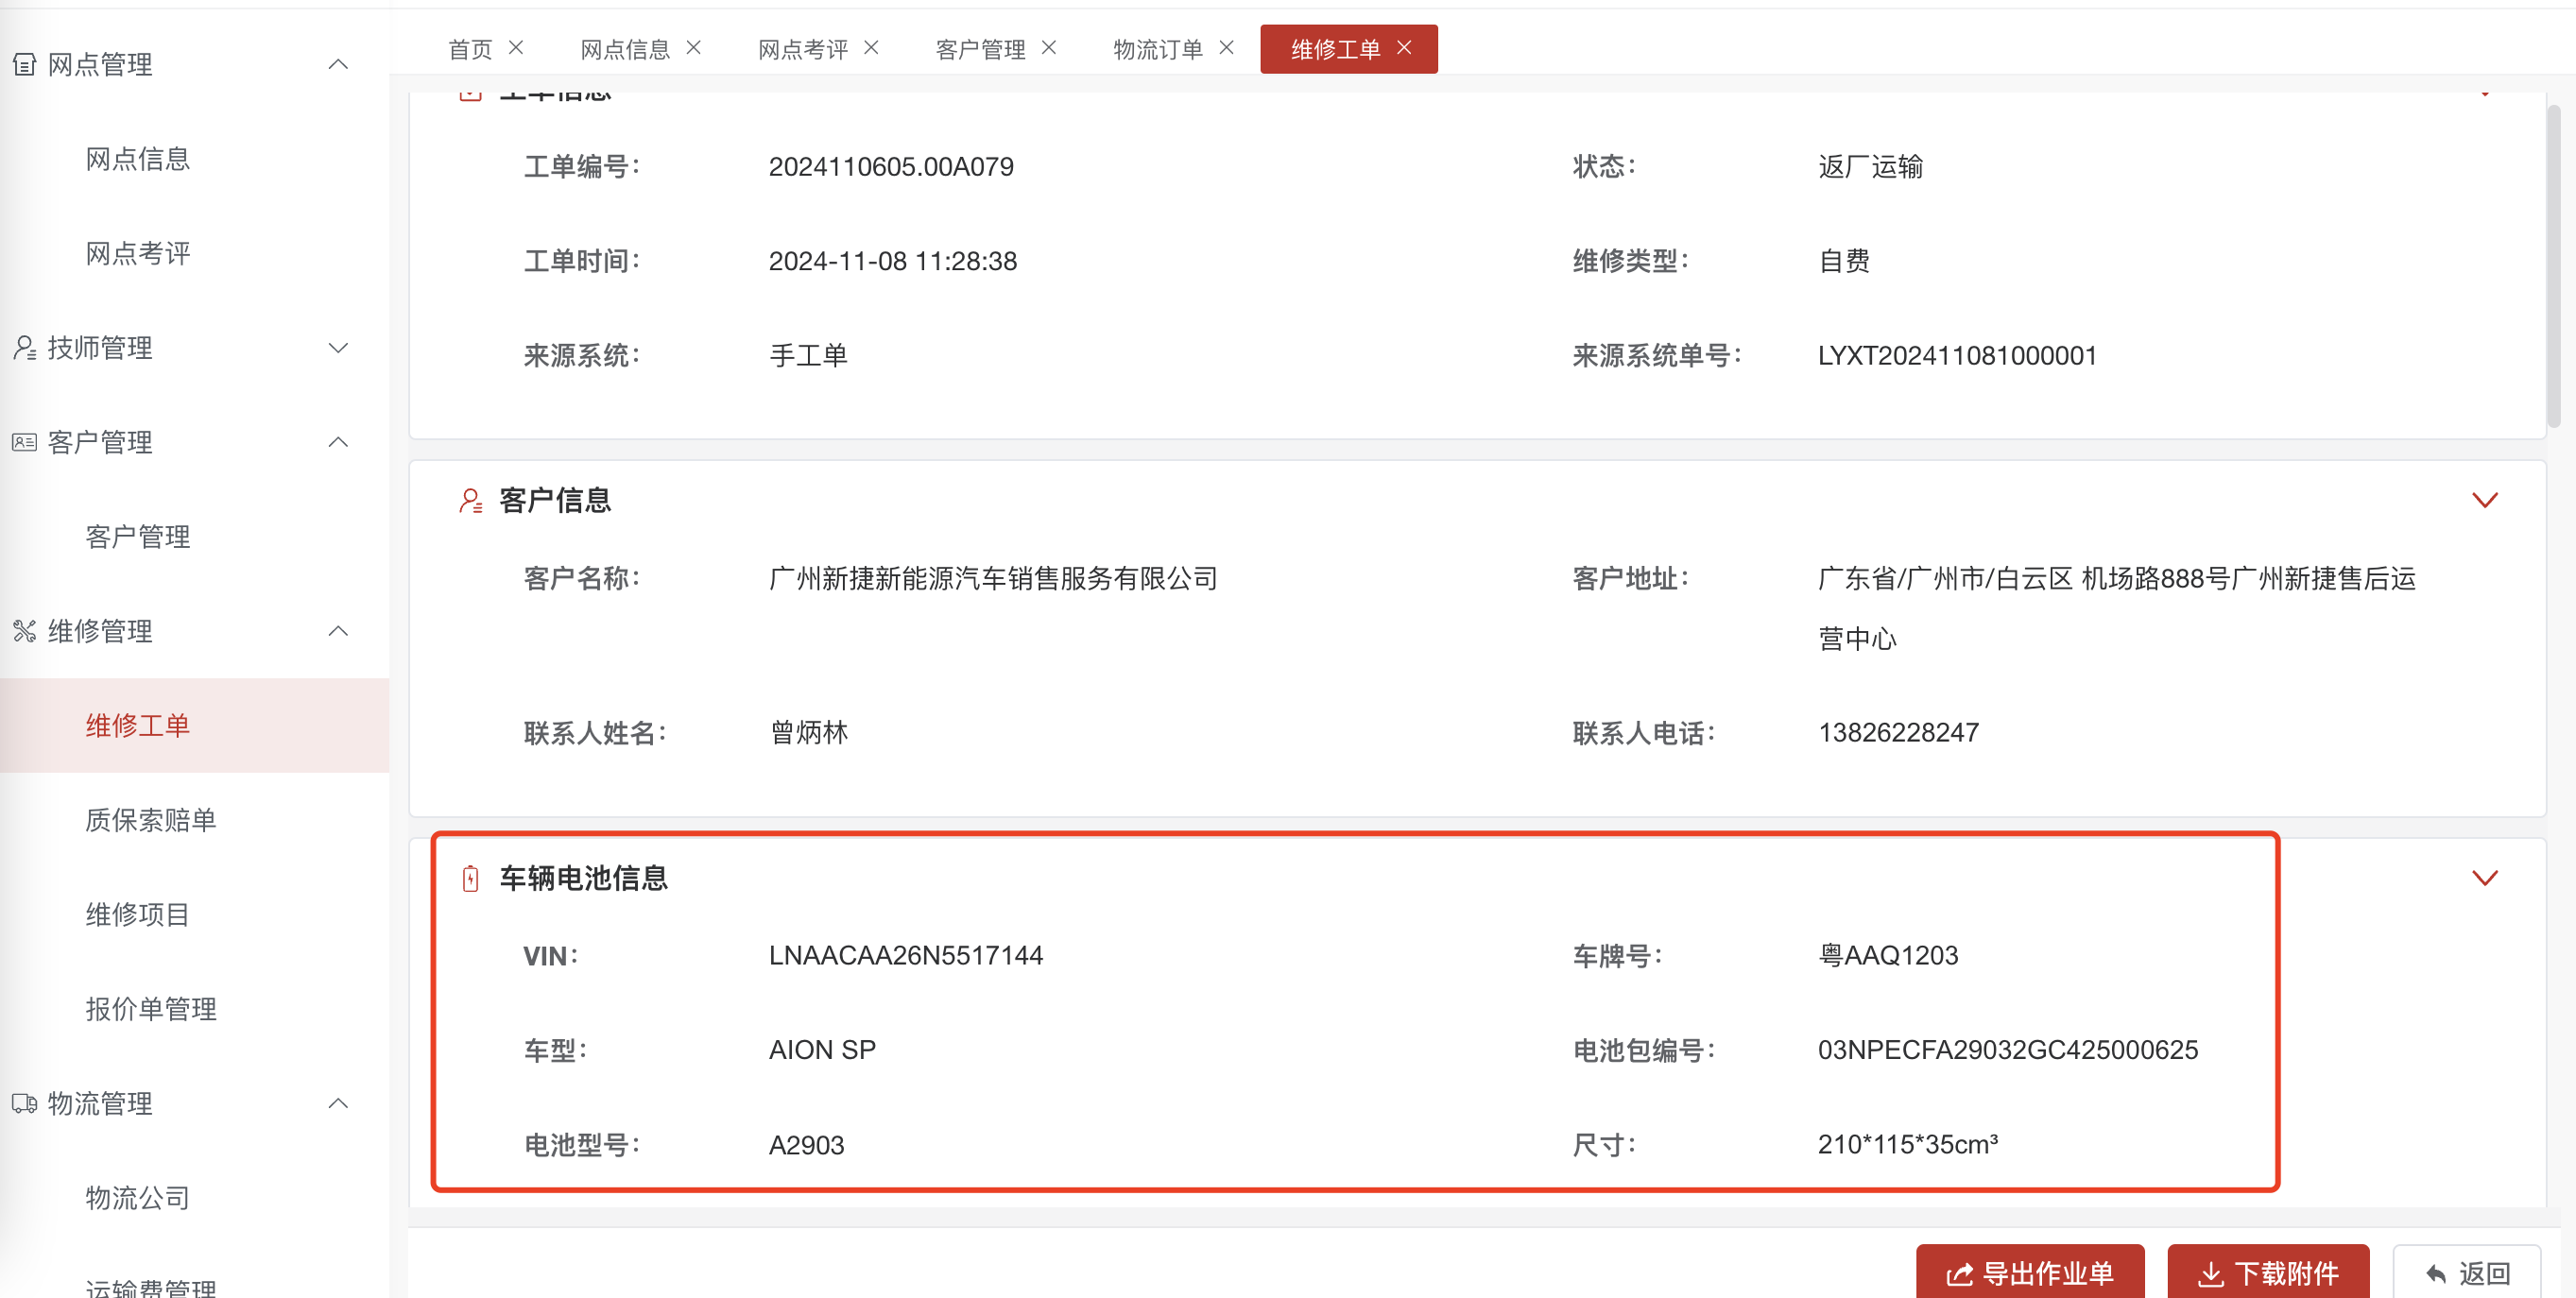 首页
网点信息
网点考评
客户管理
物流订单
维修工单
网点管理
网点信息
网点考评
技师管理
客户管理
客户管理
维修管理
维修工单
质保索赔单
维修项目
报价单管理
物流管理
物流公司
运输费管理
工单信息
工单编号： 2024110605.00A079
状态： 返厂运输
工单时间： 2024-11-08 11:28:38
维修类型： 自费
来源系统： 手工单
来源系统单号： LYXT202411081000001
客户信息
客户名称： 广州新捷新能源汽车销售服务有限公司
客户地址： 广东省/广州市/白云区 机场路888号广州新捷售后运
营中心
联系人姓名： 曾炳林
联系人电话： 13826228247
车辆电池信息
VIN： LNAACAA26N5517144
车牌号： 粤AAQ1203
车型： AION SP
电池包编号： 03NPECFA29032GC425000625
电池型号： A2903
尺寸： 210*115*35cm³
导出作业单
下载附件
返回